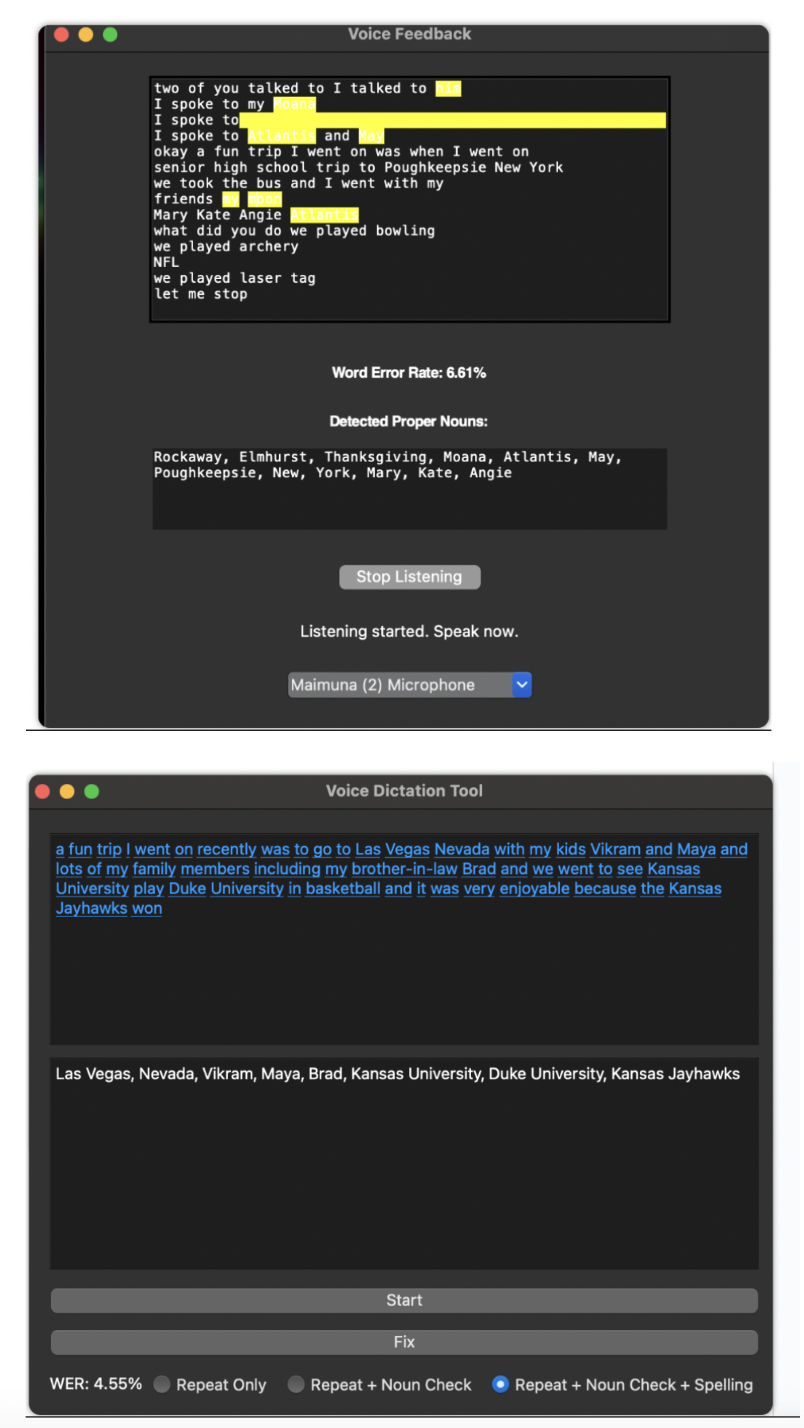 Voice Feedback
two of you talked to I talked to him
I spoke to my Moana
I spoke to
I spoke to Atlantis and May
okay a fun trip I went on was when I went on
senior high school trip to Poughkeepsie New York
we took the bus and I went with my
friends my moon
Mary Kate Angie Atlantis
what did you do we played bowling
we played archery
NFL
we played laser tag
let me stop
Word Error Rate: 6.61%
Detected Proper Nouns:
Rockaway, Elmhurst, Thanksgiving, Moana, Atlantis, May,
Poughkeepsie, New, York, Mary, Kate, Angie
Stop Listening
Listening started. Speak now.
Maimuna (2) Microphone
Voice Dictation Tool
a fun trip I went on recently was to go to Las Vegas Nevada with my kids Vikram and Maya and
lots of my family members including my brother-in-law Brad and we went to see Kansas
University play Duke University in basketball and it was very enjoyable because the Kansas
Jayhawks won
Las Vegas, Nevada, Vikram, Maya, Brad, Kansas University, Duke University, Kansas Jayhawks
Start
Fix
WER: 4.55% Repeat Only Repeat + Noun Check Repeat + Noun Check + Spelling